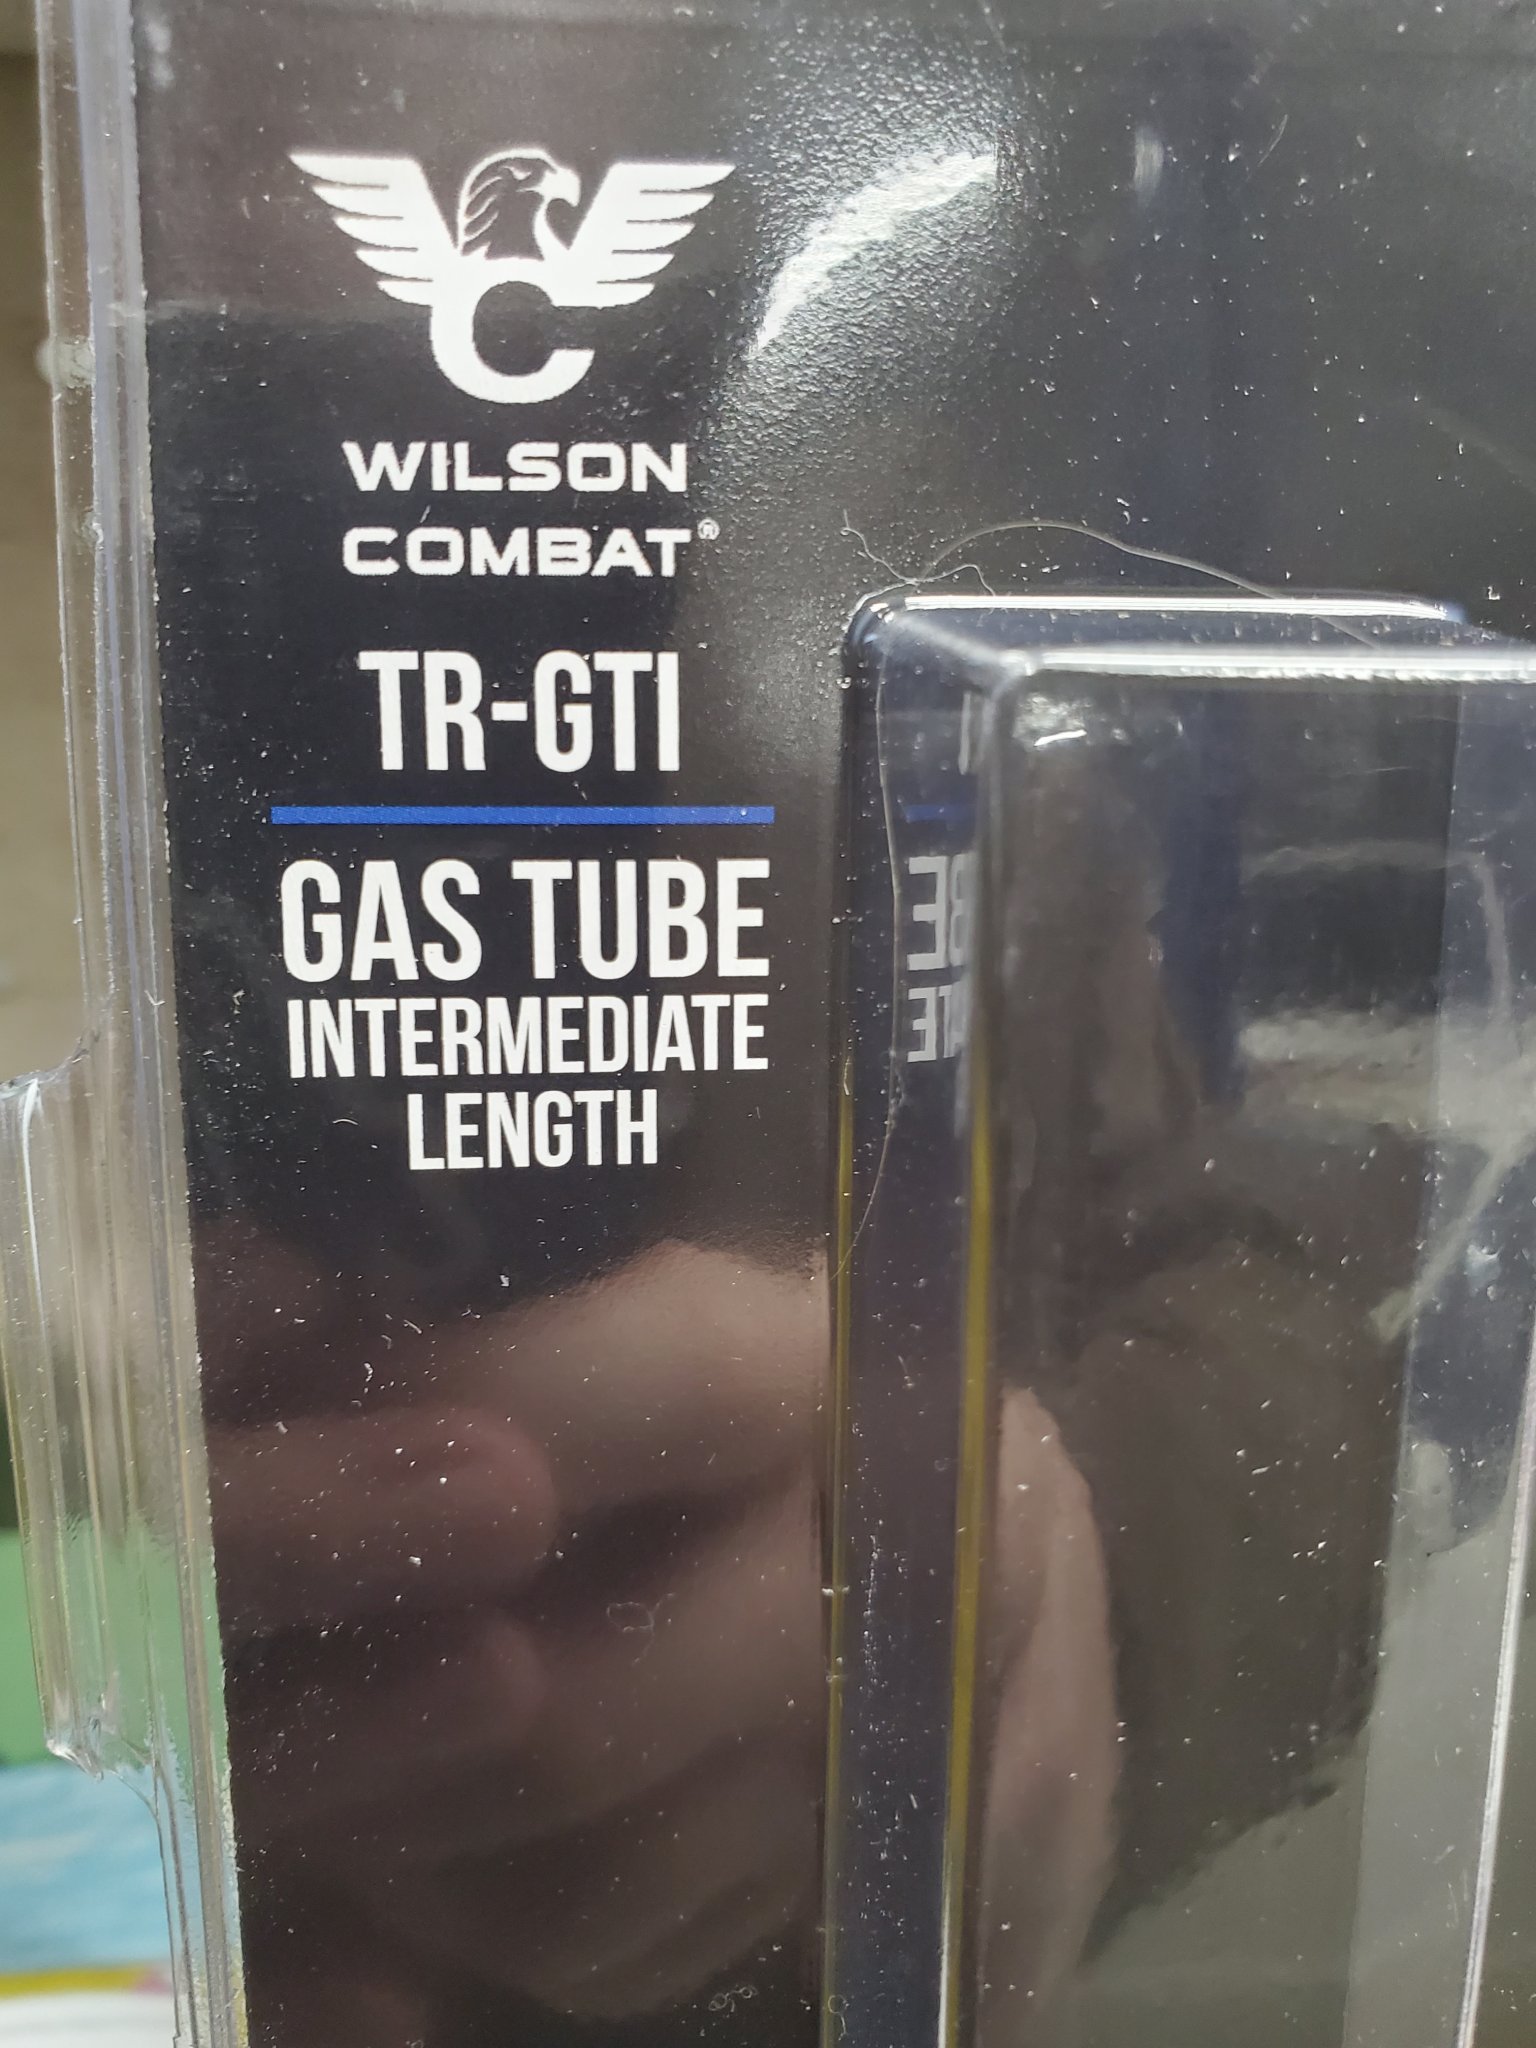 WILSON
COMBAT®
TR-GTI
GAS TUBE
INTERMEDIATE
LENGTH